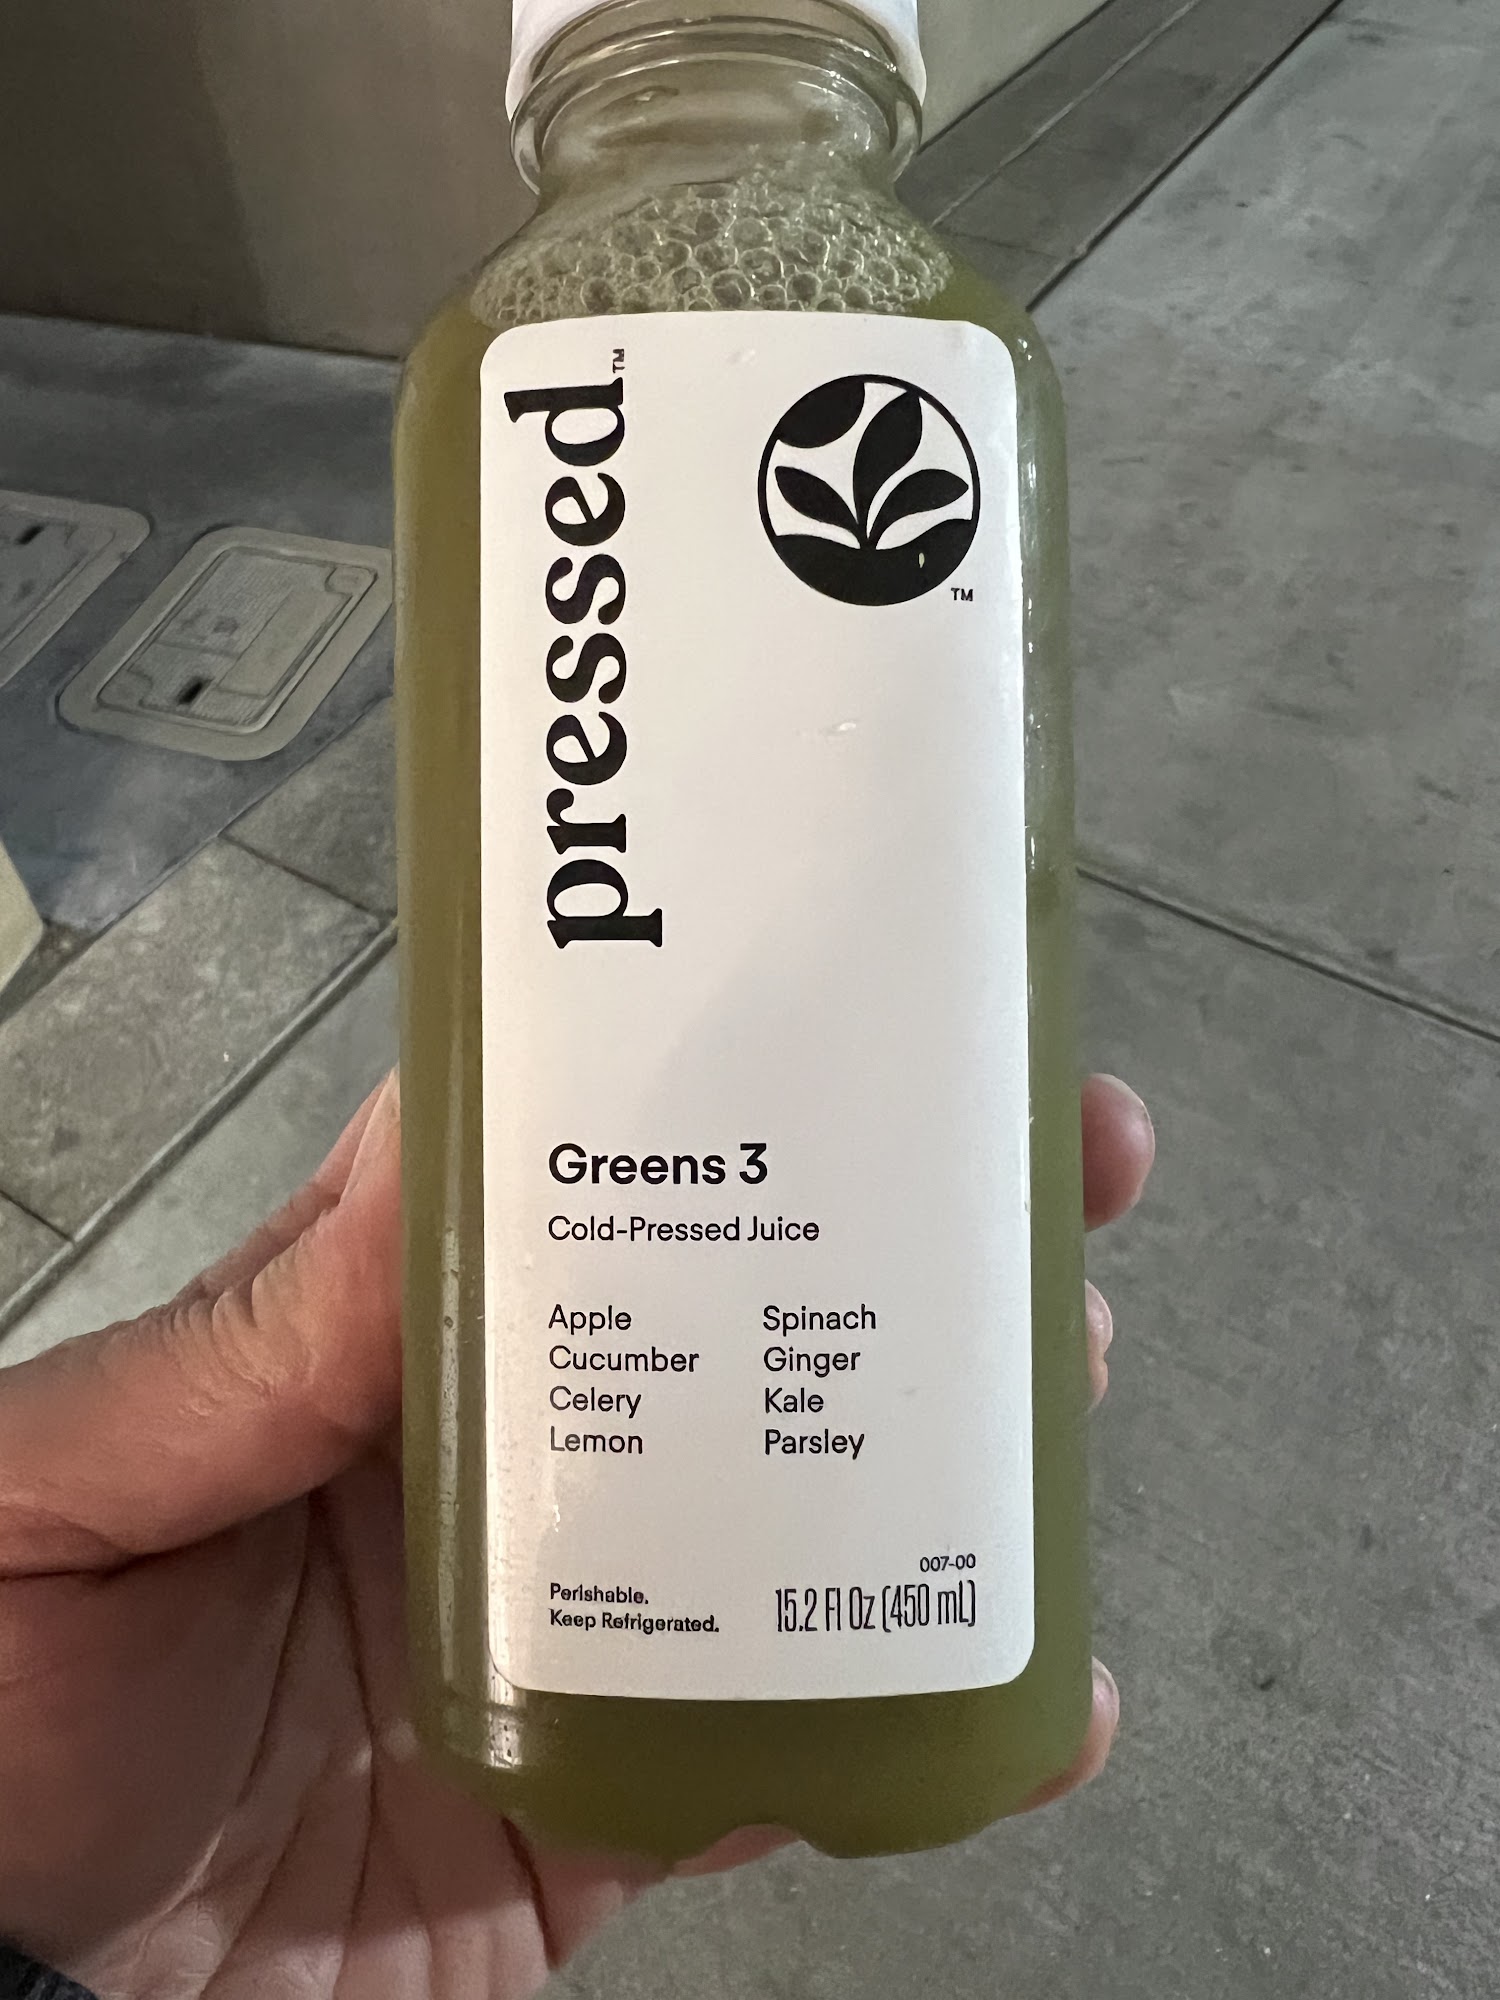 pressed™
TM
Greens 3
Cold-Pressed Juice
Apple
Cucumber
Celery
Lemon
Spinach
Ginger
Kale
Parsley
Perishable.
Keep Refrigerated.
007-00
15.2 Fl Oz (450 mL)